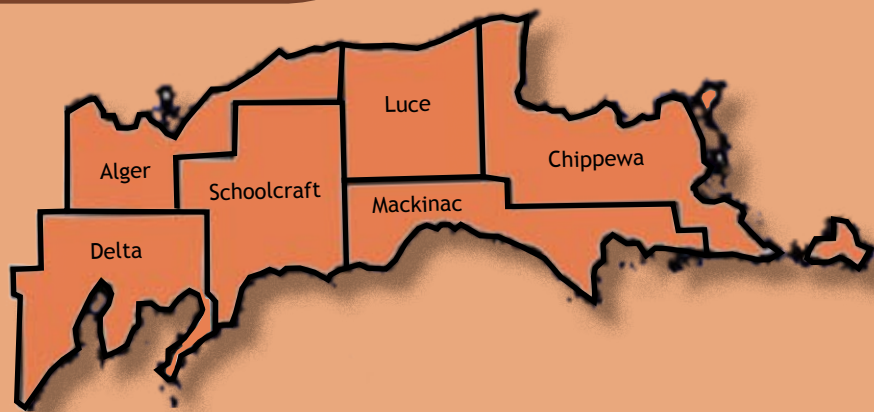 Luce
Chippewa
Alger
Schoolcraft
Mackinac
Delta